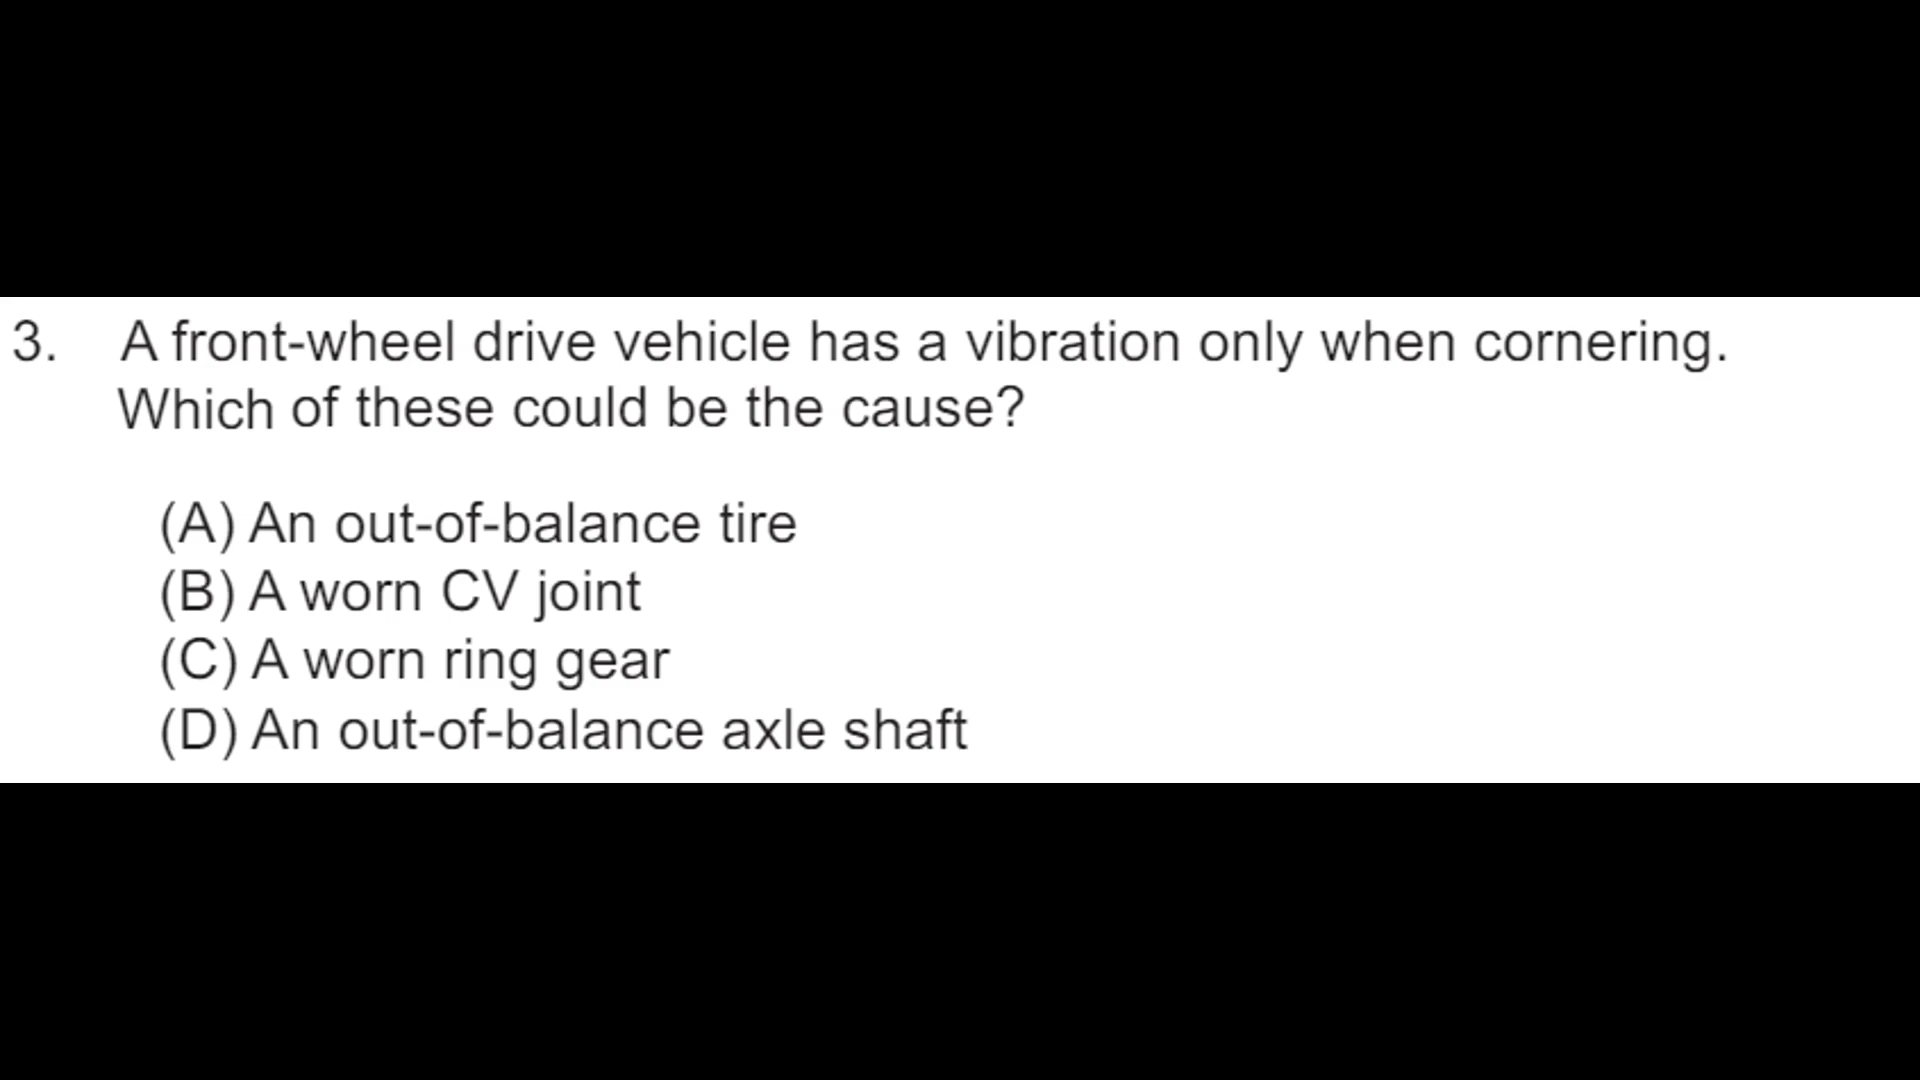 3. A front-wheel drive vehicle has a vibration only when cornering.
Which of these could be the cause?
(A) An out-of-balance tire
(B) A worn CV joint
(C) A worn ring gear
(D) An out-of-balance axle shaft